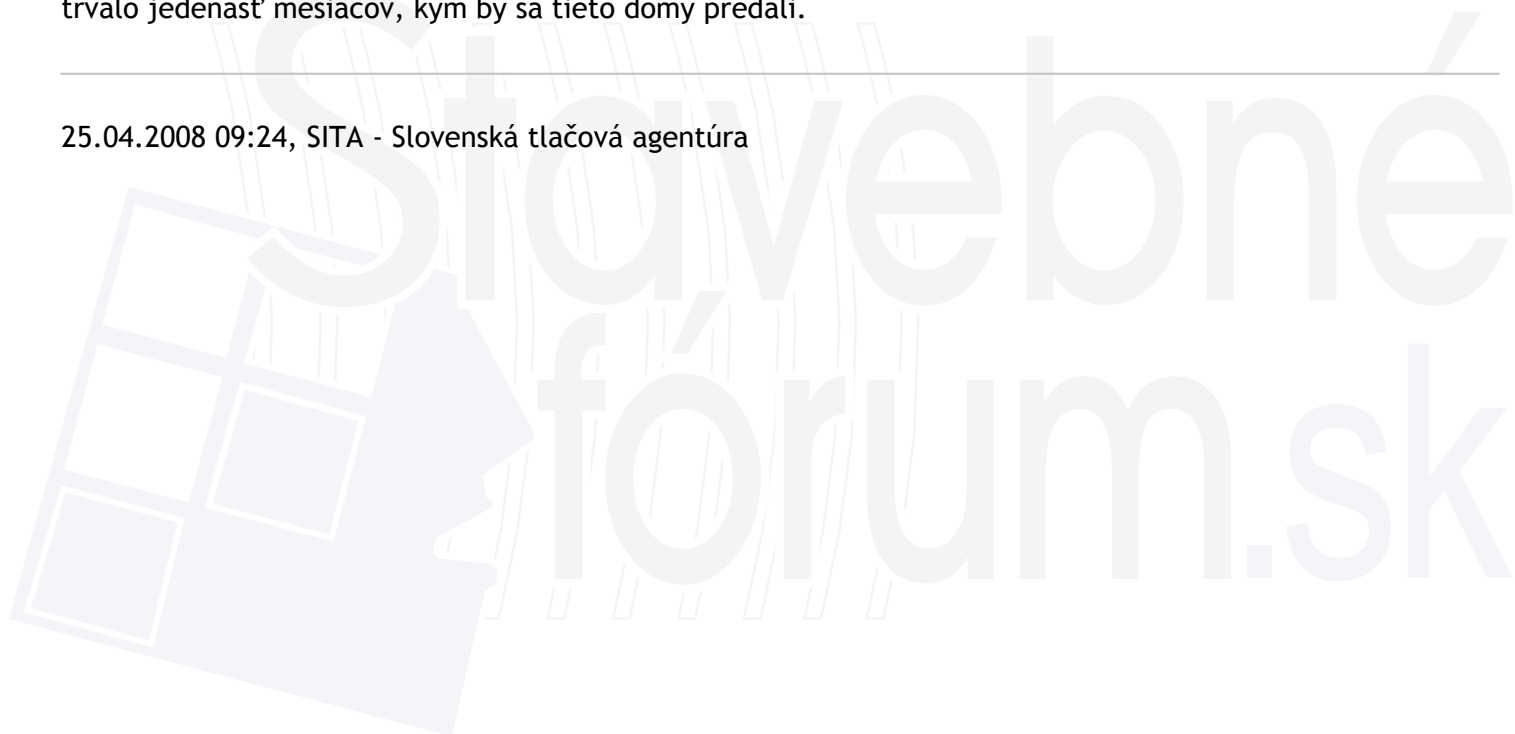 trvalo jedenásť mesiacov, kým by sa tieto domy predali.
25.04.2008 09:24, SITA - Slovenská tlačová agentúra
Stavebné
fórum.sk